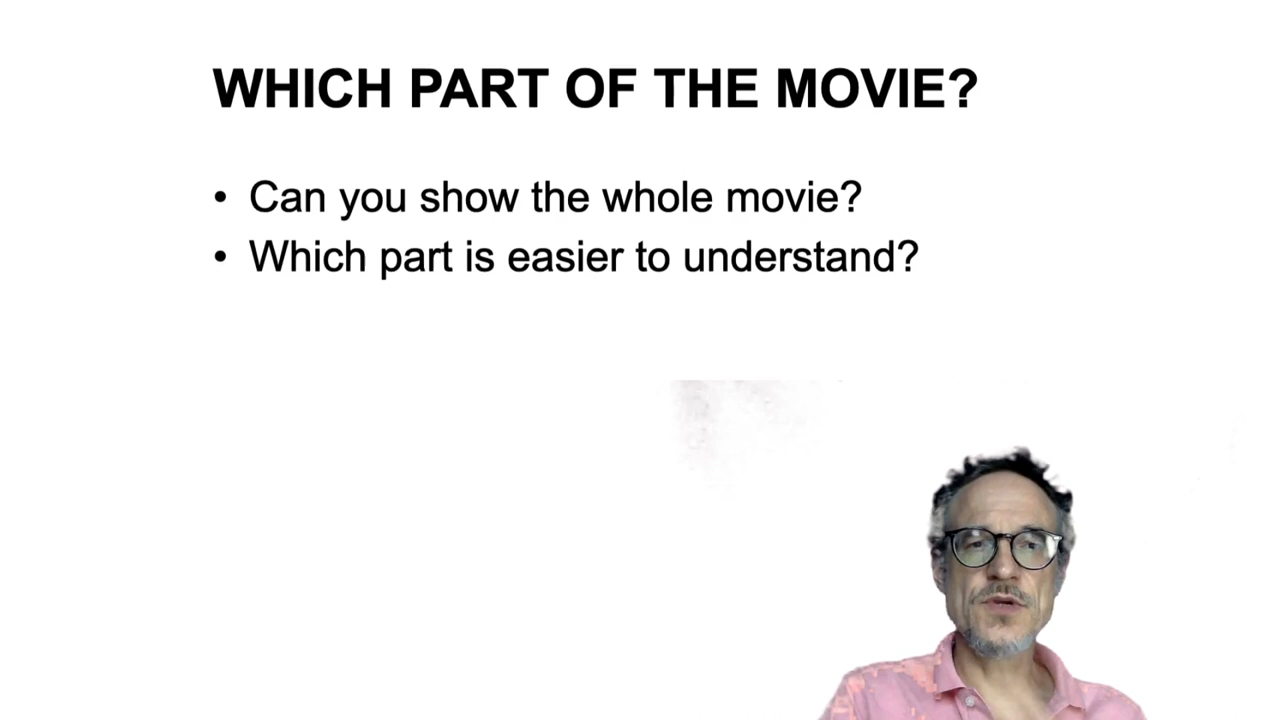 WHICH PART OF THE MOVIE?
• Can you show the whole movie?
• Which part is easier to understand?